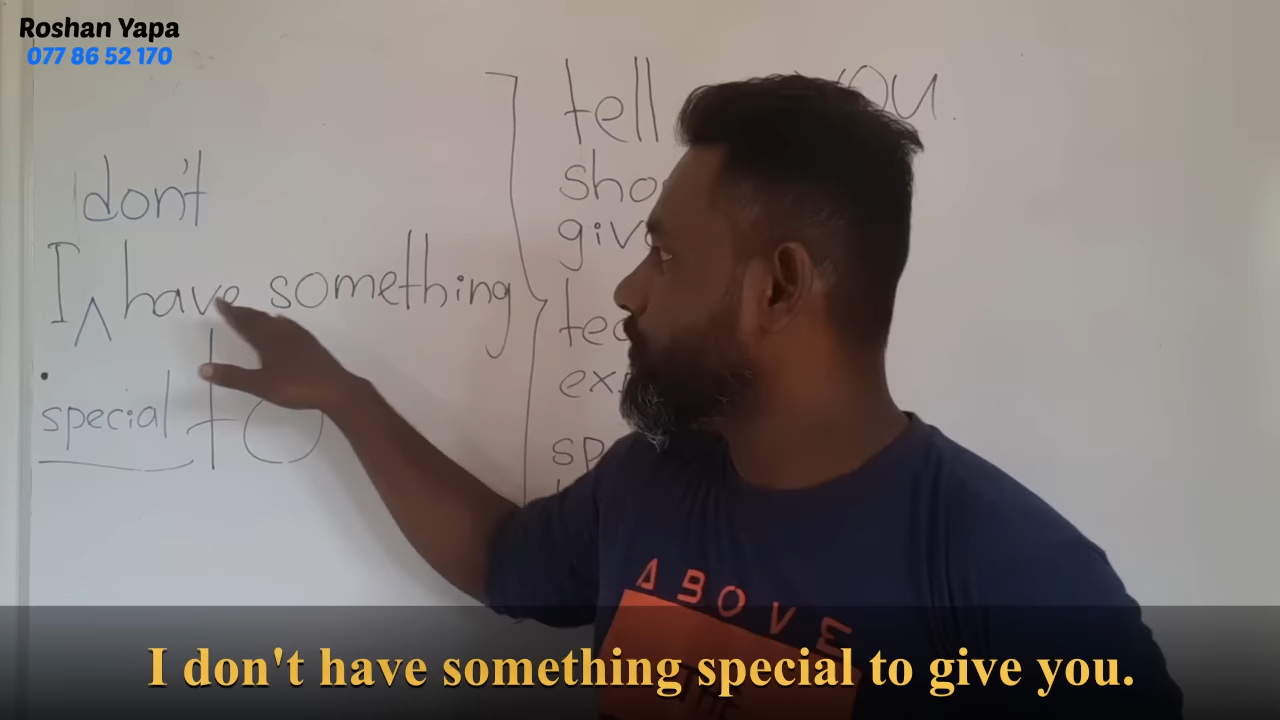 Roshan Yapa
077 86 52 170
don't
I ^ have something
special to
tell you.
ABOVE
I don't have something special to give you.